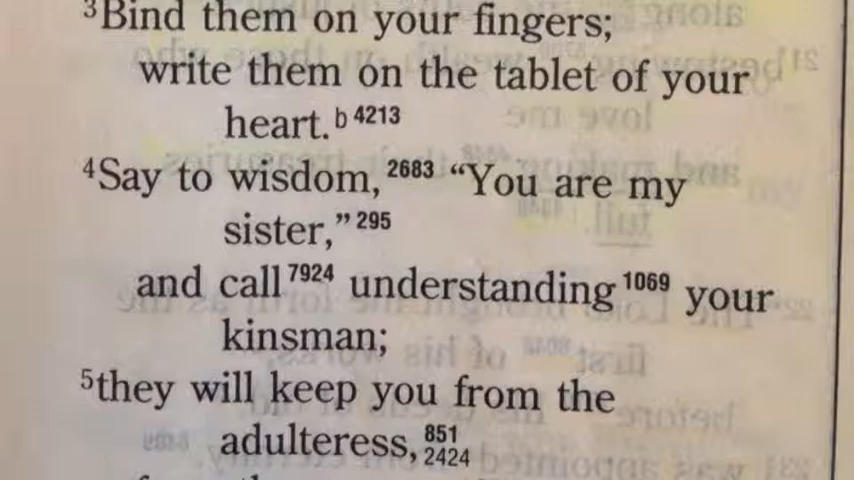 ³Bind them on your fingers;
write them on the tablet of your
heart. b 4213
⁴Say to wisdom, 2683 “You are my
sister,” 295
and call 7924 understanding 1069 your
kinsman;
⁵they will keep you from the
adulteress, 851 2424